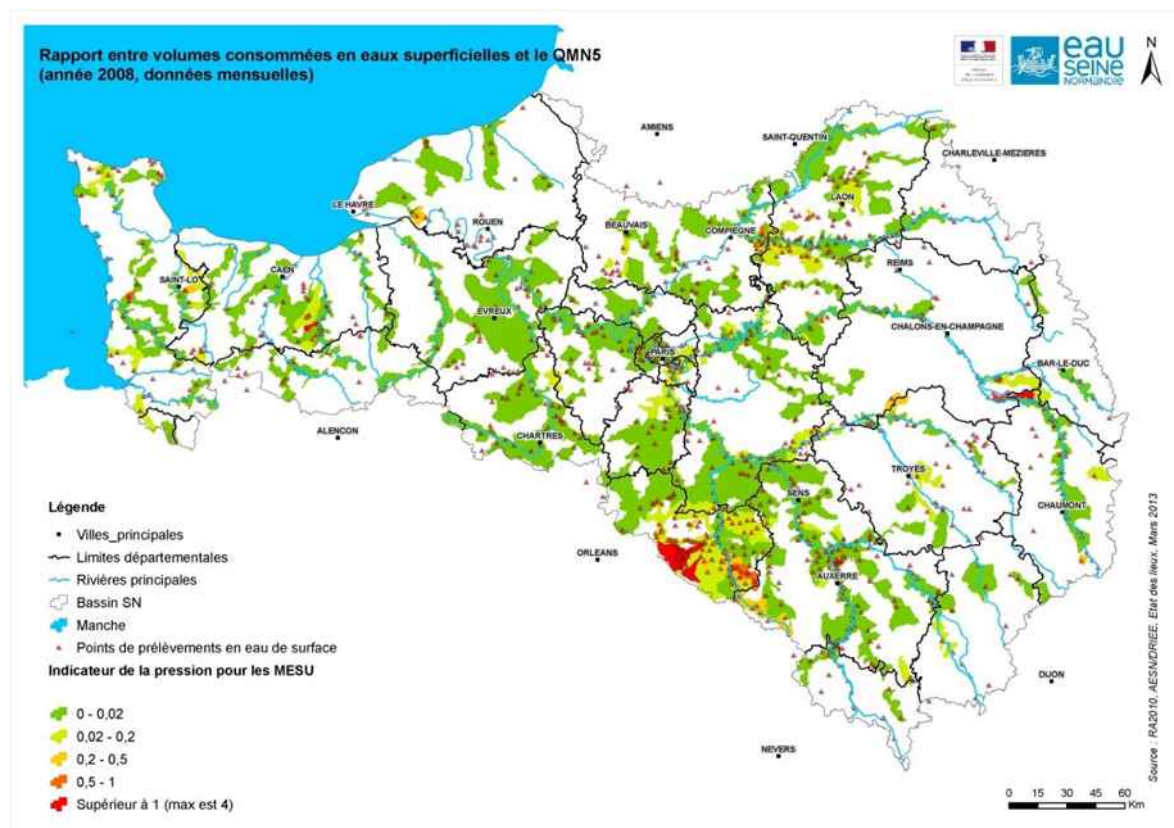 Rapport entre volumes consommées en eaux superficielles et le QMN5
(année 2008, données mensuelles)
eau
SEINE
NORMANDIE
N
AMIENS
SAINT-QUENTIN
CHARLEVILLE-MEZIERES
LAON
LE HAVRE
ROUEN
BEAUVAIS
COMPIEGNE
REIMS
SAINT-LO
CAEN
EVREUX
PARIS
CHALONS-EN-CHAMPAGNE
BAR-LE-DUC
ALENCON
CHARTRES
TROYES
SENS
CHAUMONT
ORLEANS
AUXERRE
DIJON
NEVERS
Légende
Villes_principales
Limites départementales
Rivières principales
Bassin SN
Manche
Points de prélèvements en eau de surface
Indicateur de la pression pour les MESU
0 - 0,02
0,02 - 0,2
0,2 - 0,5
0,5 - 1
Supérieur à 1 (max est 4)
0 15 30 45 60
Km
Source : RA2010, AESN/DRIEE, Etat des lieux, Mars 2013